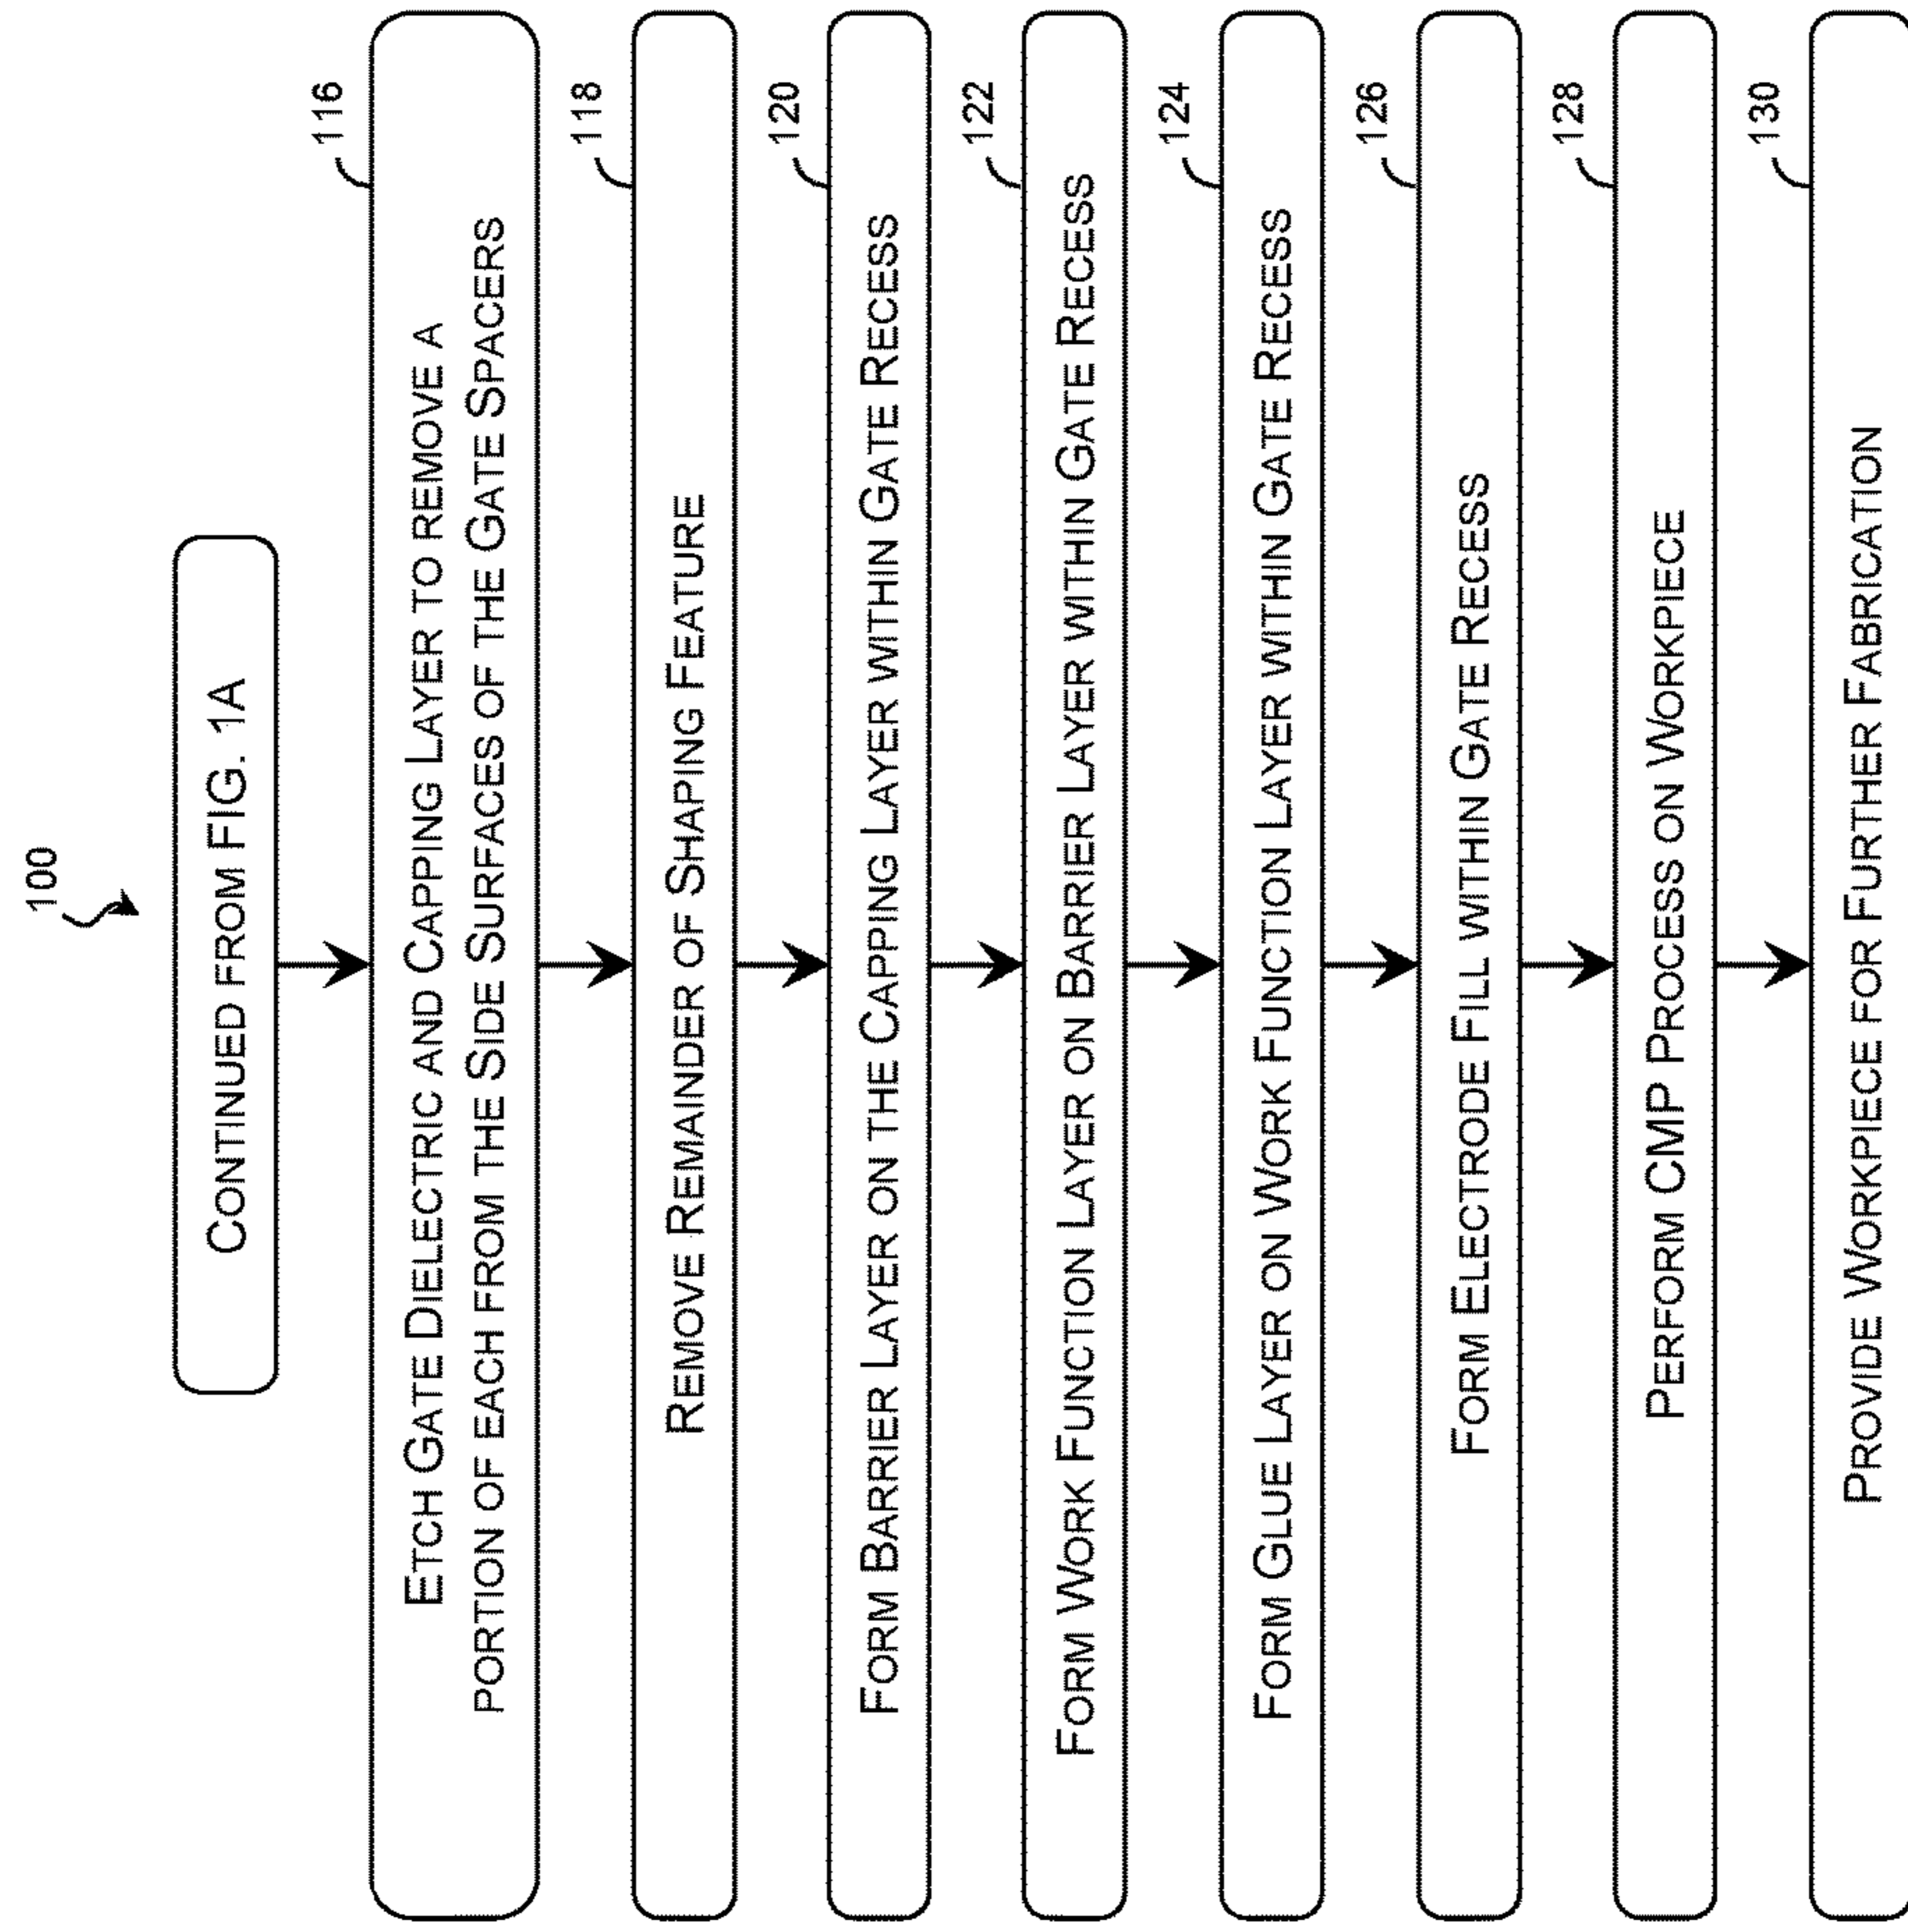 100
CONTINUED FROM FIG. 1A
116
ETCH GATE DIELECTRIC AND CAPPING LAYER TO REMOVE A
PORTION OF EACH FROM THE SIDE SURFACES OF THE GATE SPACERS
118
REMOVE REMAINDER OF SHAPING FEATURE
120
FORM BARRIER LAYER ON THE CAPPING LAYER WITHIN GATE RECESS
122
FORM WORK FUNCTION LAYER ON BARRIER LAYER WITHIN GATE RECESS
124
FORM GLUE LAYER ON WORK FUNCTION LAYER WITHIN GATE RECESS
126
FORM ELECTRODE FILL WITHIN GATE RECESS
128
PERFORM CMP PROCESS ON WORKPIECE
130
PROVIDE WORKPIECE FOR FURTHER FABRICATION